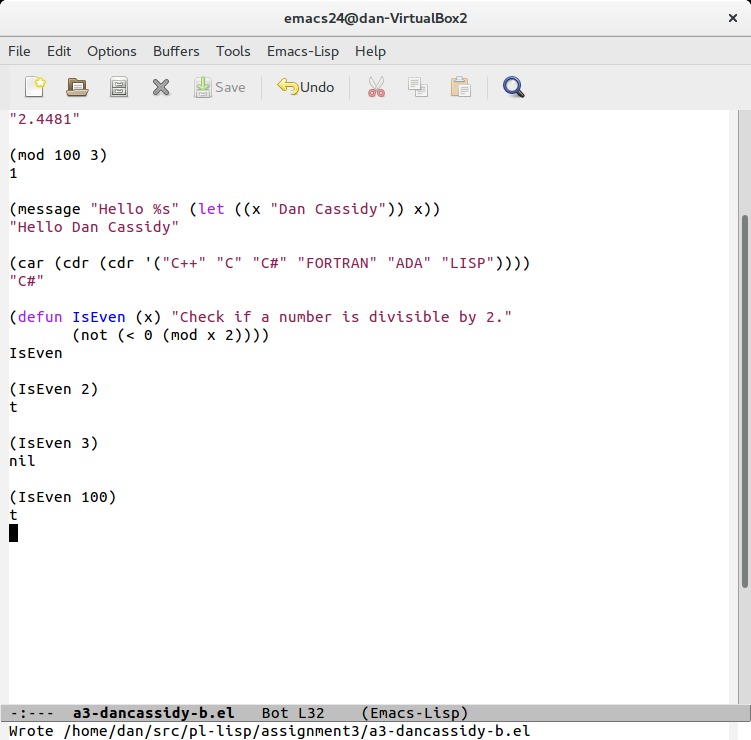 emacs24@dan-VirtualBox2
File Edit Options Buffers Tools Emacs-Lisp Help
Save Undo
"2.4481"
(mod 100 3)
1
(message "Hello %s" (let ((x "Dan Cassidy")) x))
"Hello Dan Cassidy"
(car (cdr (cdr '("C++" "C" "C#" "FORTRAN" "ADA" "LISP"))))
"C#"
(defun IsEven (x) "Check if a number is divisible by 2."
(not (< 0 (mod x 2))))
IsEven
(IsEven 2)
t
(IsEven 3)
nil
(IsEven 100)
t
-:--- a3-dancassidy-b.el Bot L32 (Emacs-Lisp)
Wrote /home/dan/src/pl-lisp/assignment3/a3-dancassidy-b.el